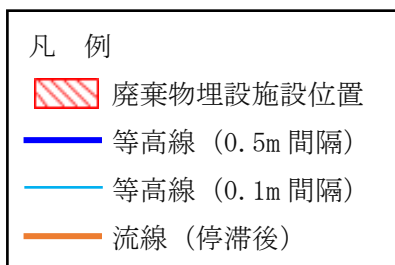 凡 例
廃棄物埋設施設位置
等高線（0.5m 間隔）
等高線（0.1m 間隔）
流線（停滞後）